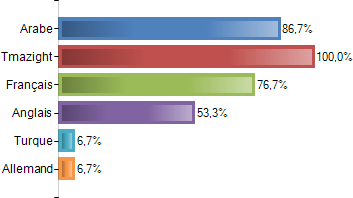 Arabe 86,7%
Tmazight 100,0%
Français 76,7%
Anglais 53,3%
Turque 6,7%
Allemand 6,7%